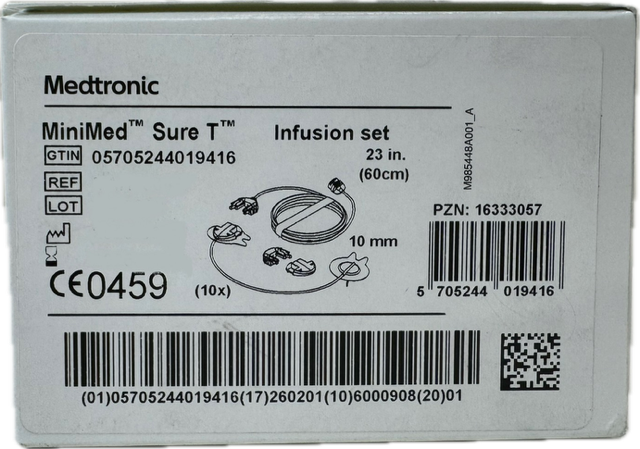 Medtronic
MiniMed™ Sure T™ Infusion set
GTIN 05705244019416
23 in.
(60cm)
REF
LOT
10 mm
CE0459
(10x)
M985448A001_A
PZN: 16333057
5 705244 019416
(01)05705244019416(17)260201(10)6000908(20)01